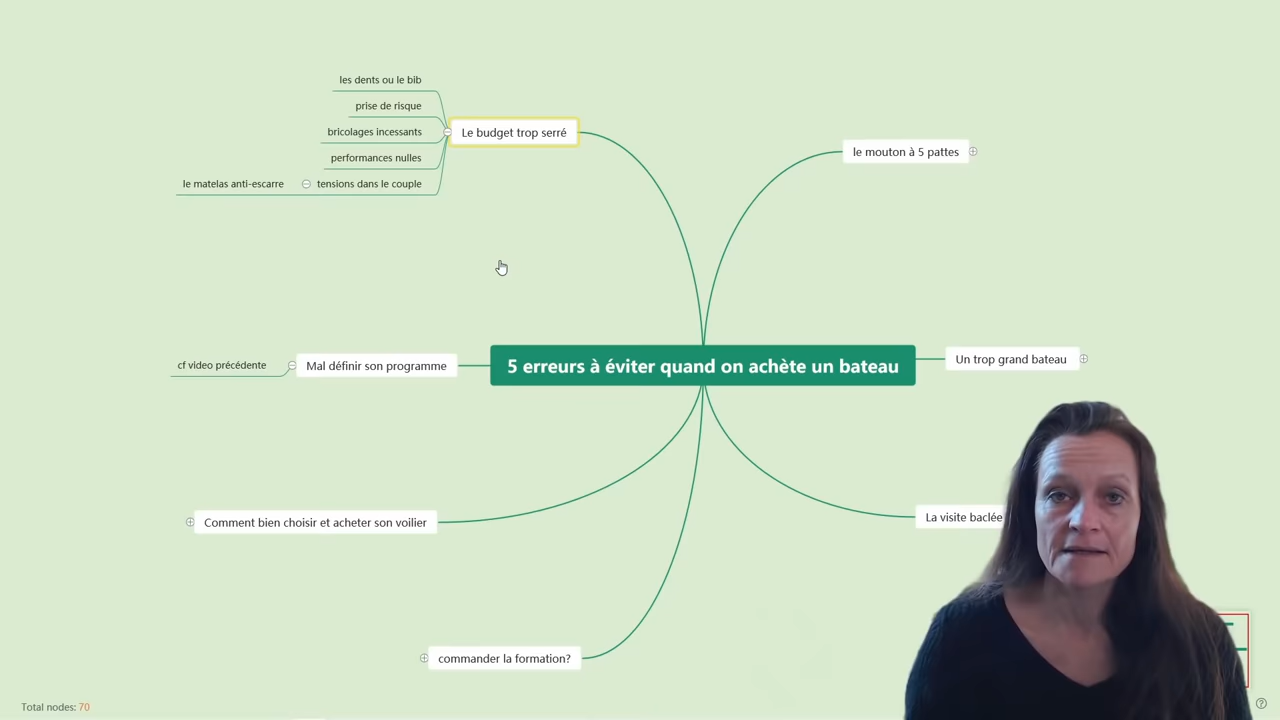 les dents ou le bib
prise de risque
bricolages incessants
performances nulles
le matelas anti-escarre
tensions dans le couple
Le budget trop serré
le mouton à 5 pattes
cf video précédente
Mal définir son programme
5 erreurs à éviter quand on achète un bateau
Un trop grand bateau
Comment bien choisir et acheter son voilier
La visite baclée
commander la formation?
Total nodes: 70